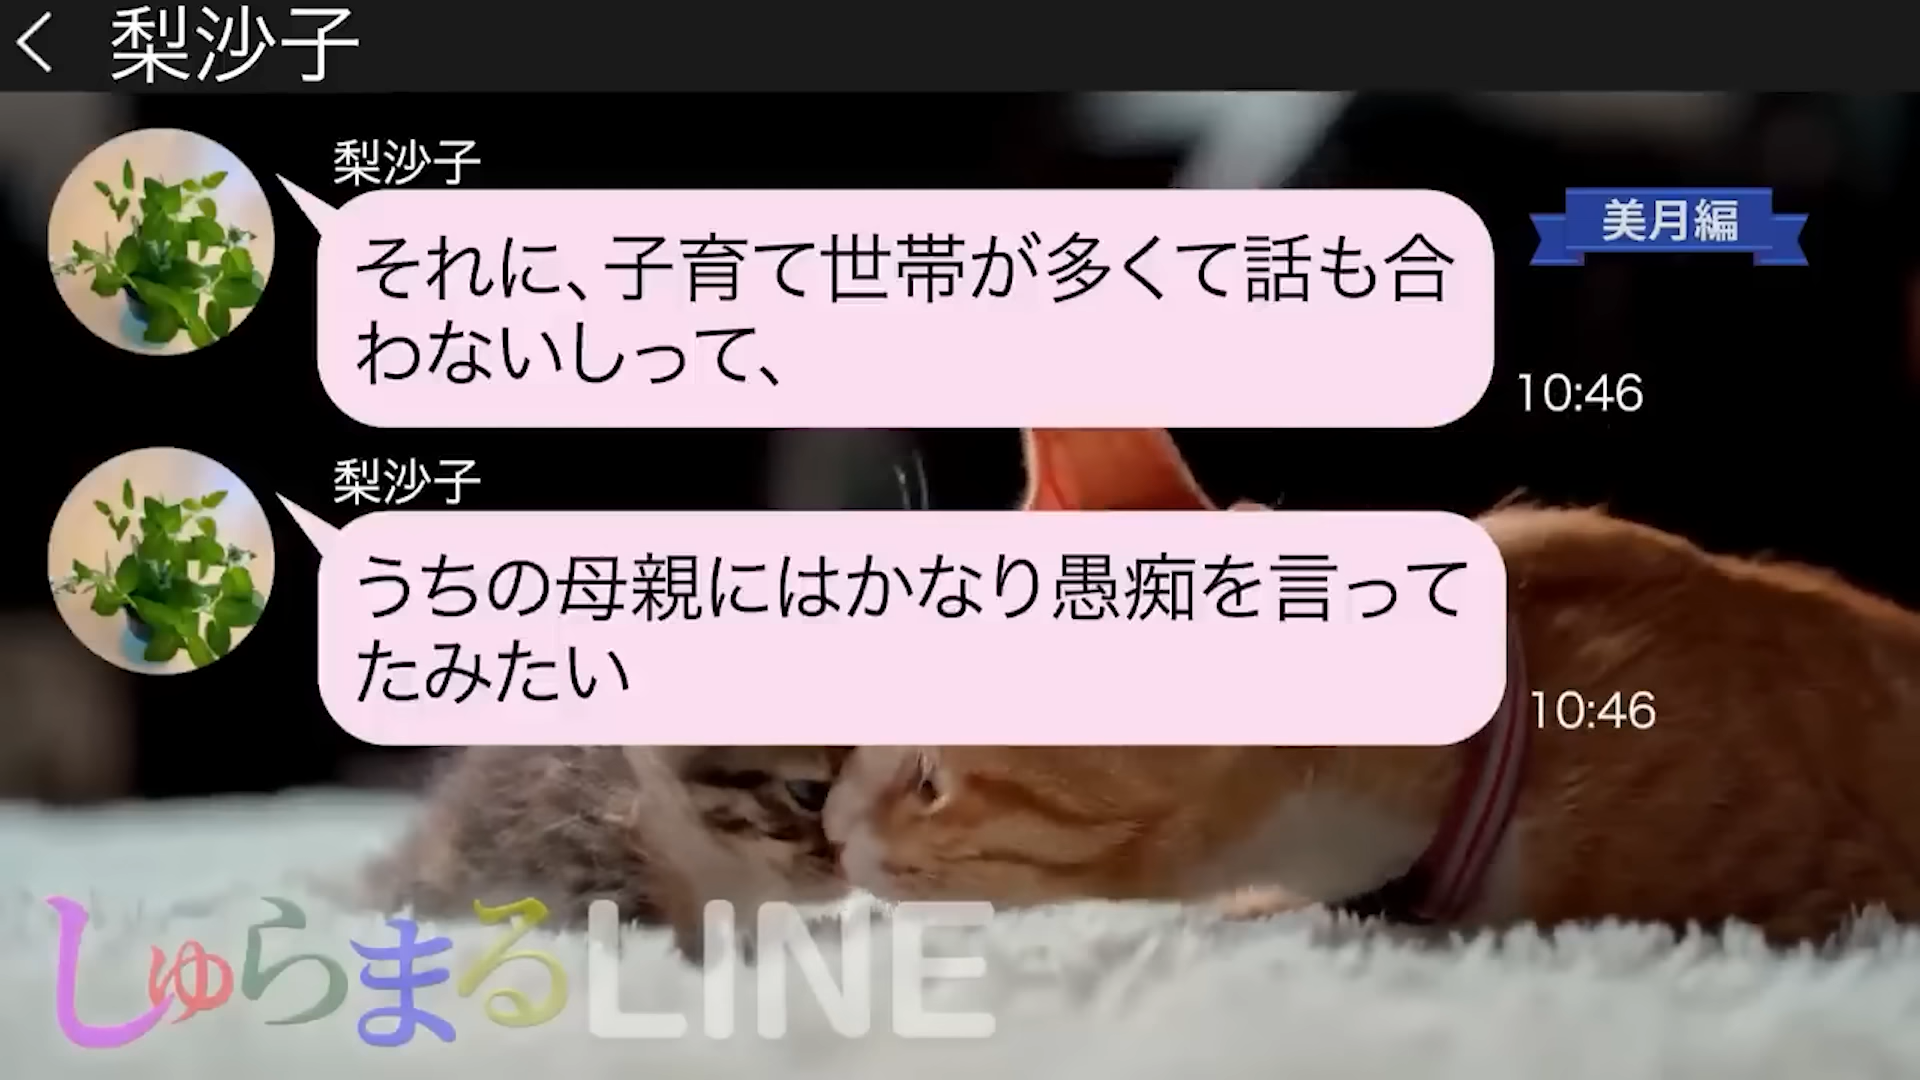 梨沙子
梨沙子
美月編
それに、子育て世帯が多くて話も合
わないしって、
10:46
梨沙子
うちの母親にはかなり愚痴を言って
たみたい
10:46
しゅらまるLINE